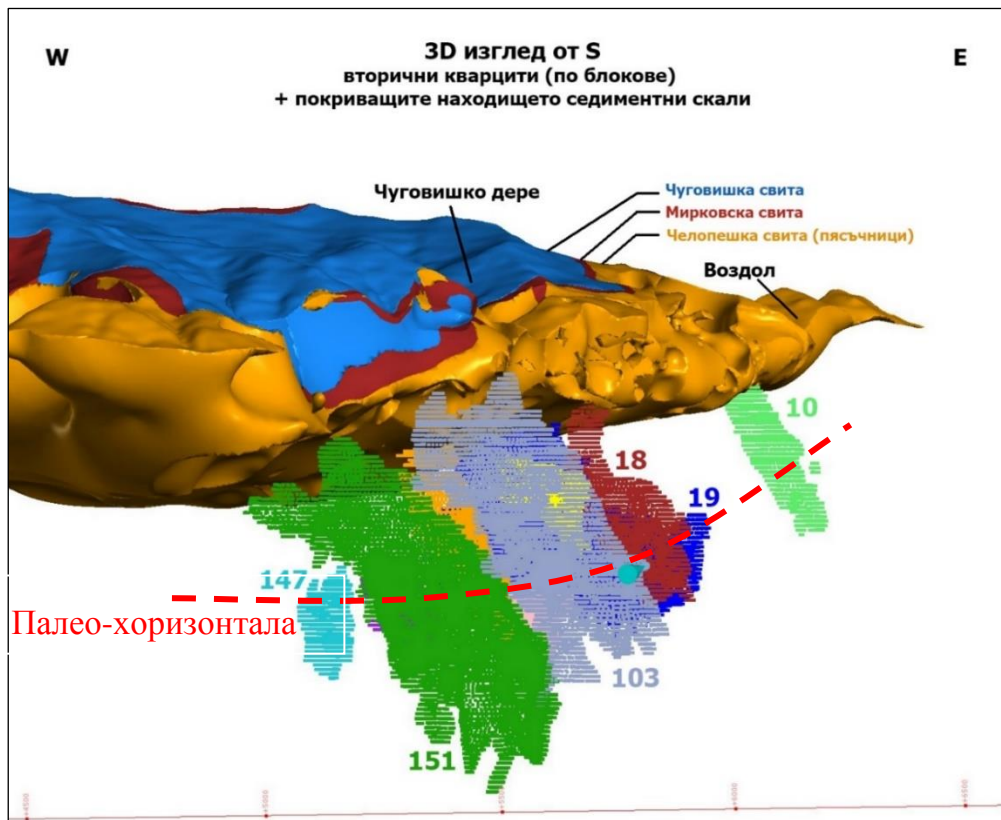 W
E
3D изглед от S
вторични кварцити (по блокове)
+ покриващите находището седиментни скали
Чуговишко дере
Чуговишка свита
Мирковска свита
Челопешка свита (пясъчници)
Воздол
10
18
19
147
Палео-хоризонтала
103
151